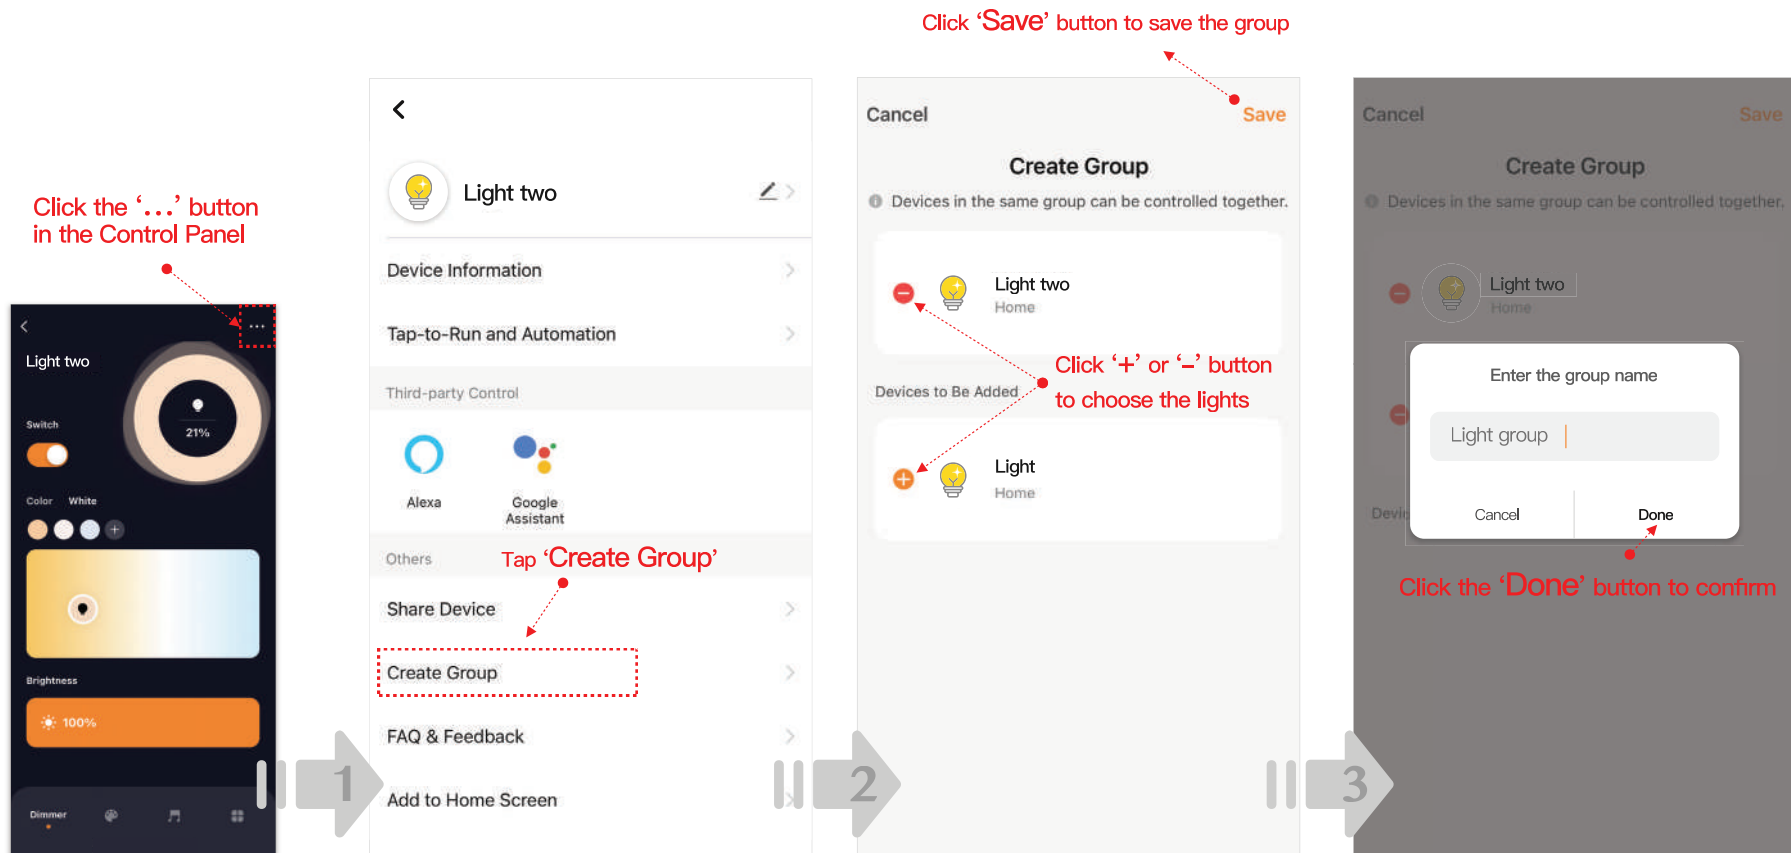 Click the ‘...’ button
in the Control Panel
...
Light two
21%
Switch
Color White
+
Brightness
100%
Dimmer
1
Light two
Device Information
Tap-to-Run and Automation
Third-party Control
Alexa
Google
Assistant
Others
Tap ‘Create Group’
Share Device
Create Group
FAQ & Feedback
Add to Home Screen
2
Click ‘Save’ button to save the group
Cancel
Save
Create Group
Devices in the same group can be controlled together.
Light two
Home
Click ‘+’ or ‘–’ button
to choose the lights
Devices to Be Added
Light
Home
3
Cancel
Save
Create Group
Devices in the same group can be controlled together.
Light two
Home
Enter the group name
Light group
Devic
Cancel
Done
Click the ‘Done’ button to confirm